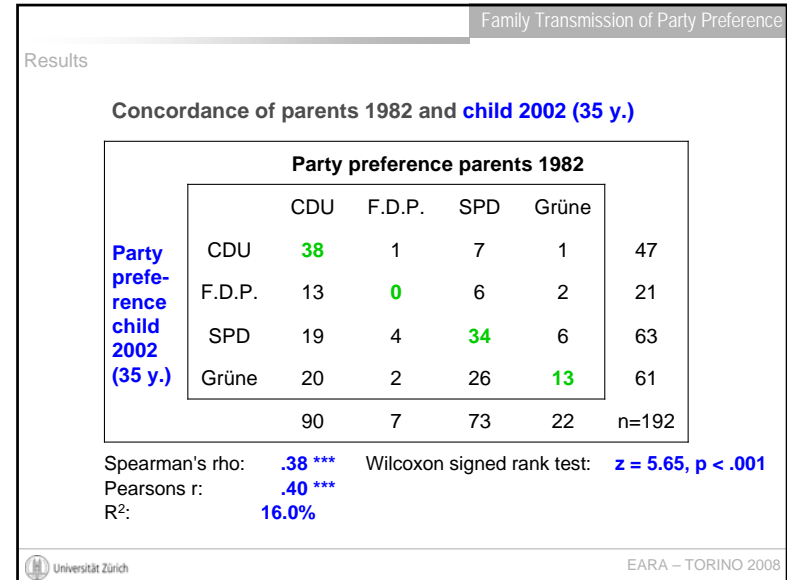 Family Transmission of Party Preference
Results
Concordance of parents 1982 and child 2002 (35 y.)
Party preference parents 1982
CDU F.D.P. SPD Grüne
Party prefe-rence child 2002 (35 y.)
CDU 38 1 7 1 47
F.D.P. 13 0 6 2 21
SPD 19 4 34 6 63
Grüne 20 2 26 13 61
90 7 73 22 n=192
Spearman's rho: .38 *** Wilcoxon signed rank test: z = 5.65, p < .001
Pearsons r: .40 ***
R²: 16.0%
Universität Zürich
EARA – TORINO 2008